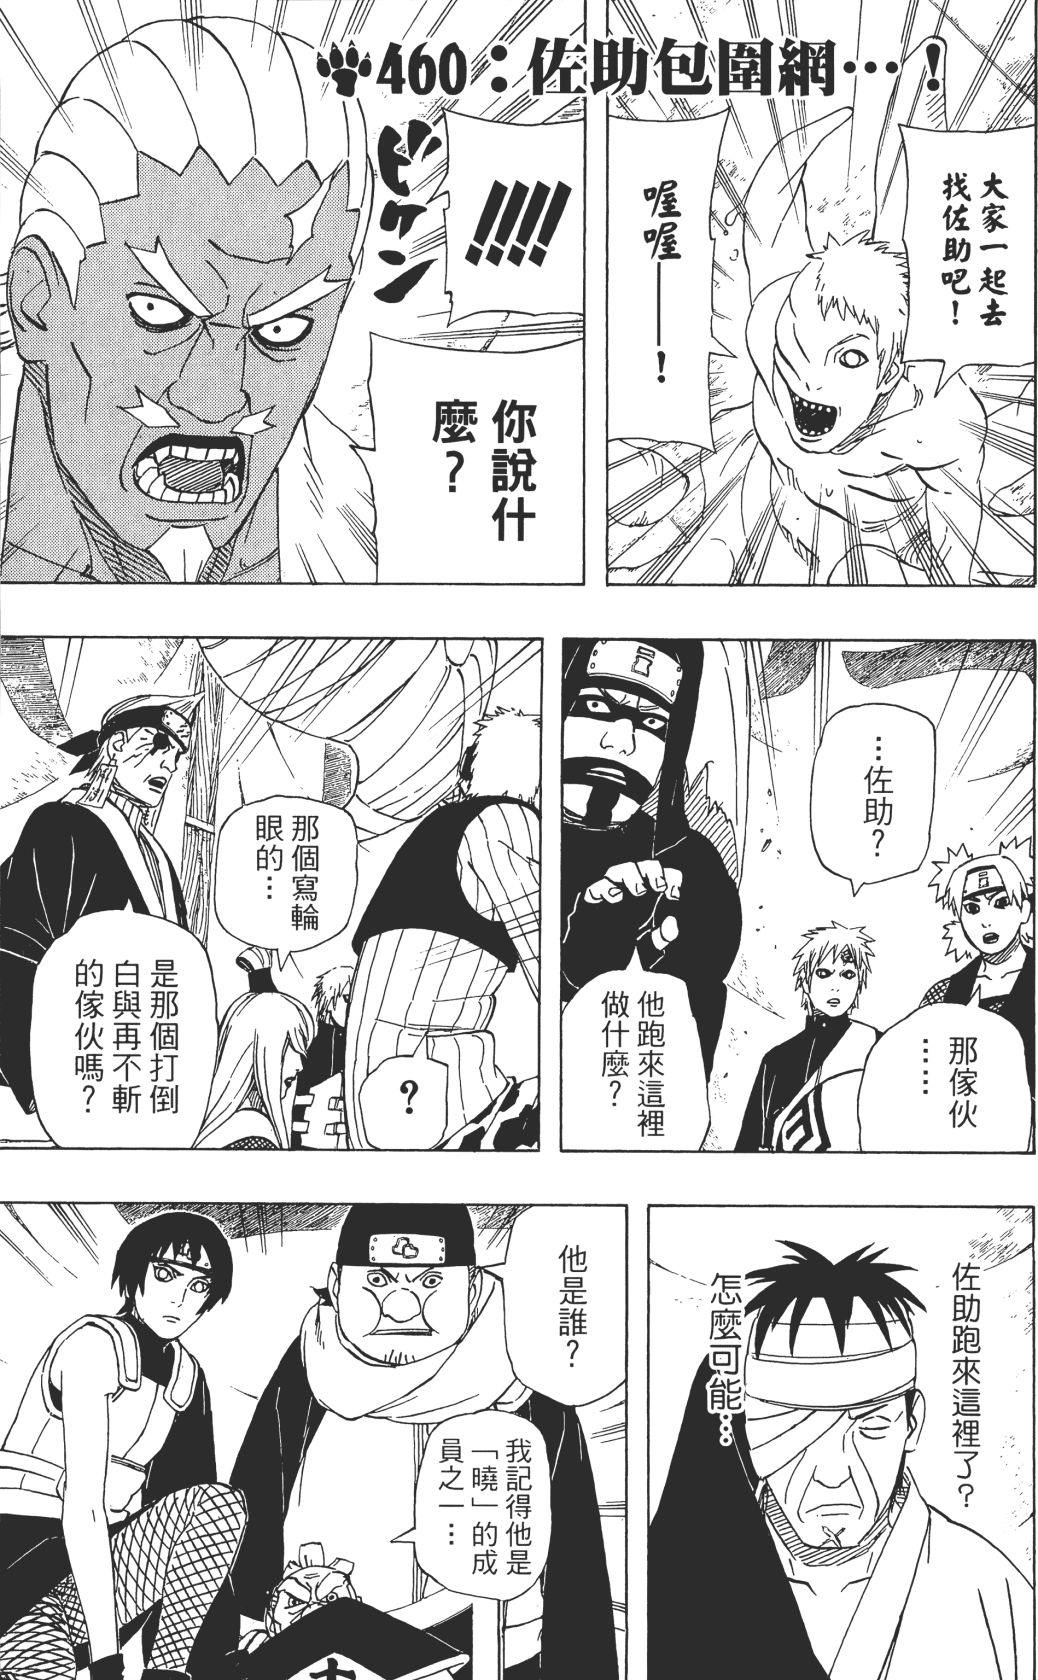 460：佐助包圍網…！
大家一起去
找佐助吧！
喔喔——！
!!!!
ドクン
你說什
麼？
…佐助？
那傢伙
……
他跑來這裡
做什麼？
那個寫輪
眼的…
？
是那個打倒
白與再不斬
的傢伙嗎？
佐助跑來這裡了？
怎麼可能…
他是誰？
我記得他是
「曉」的成
員之一…